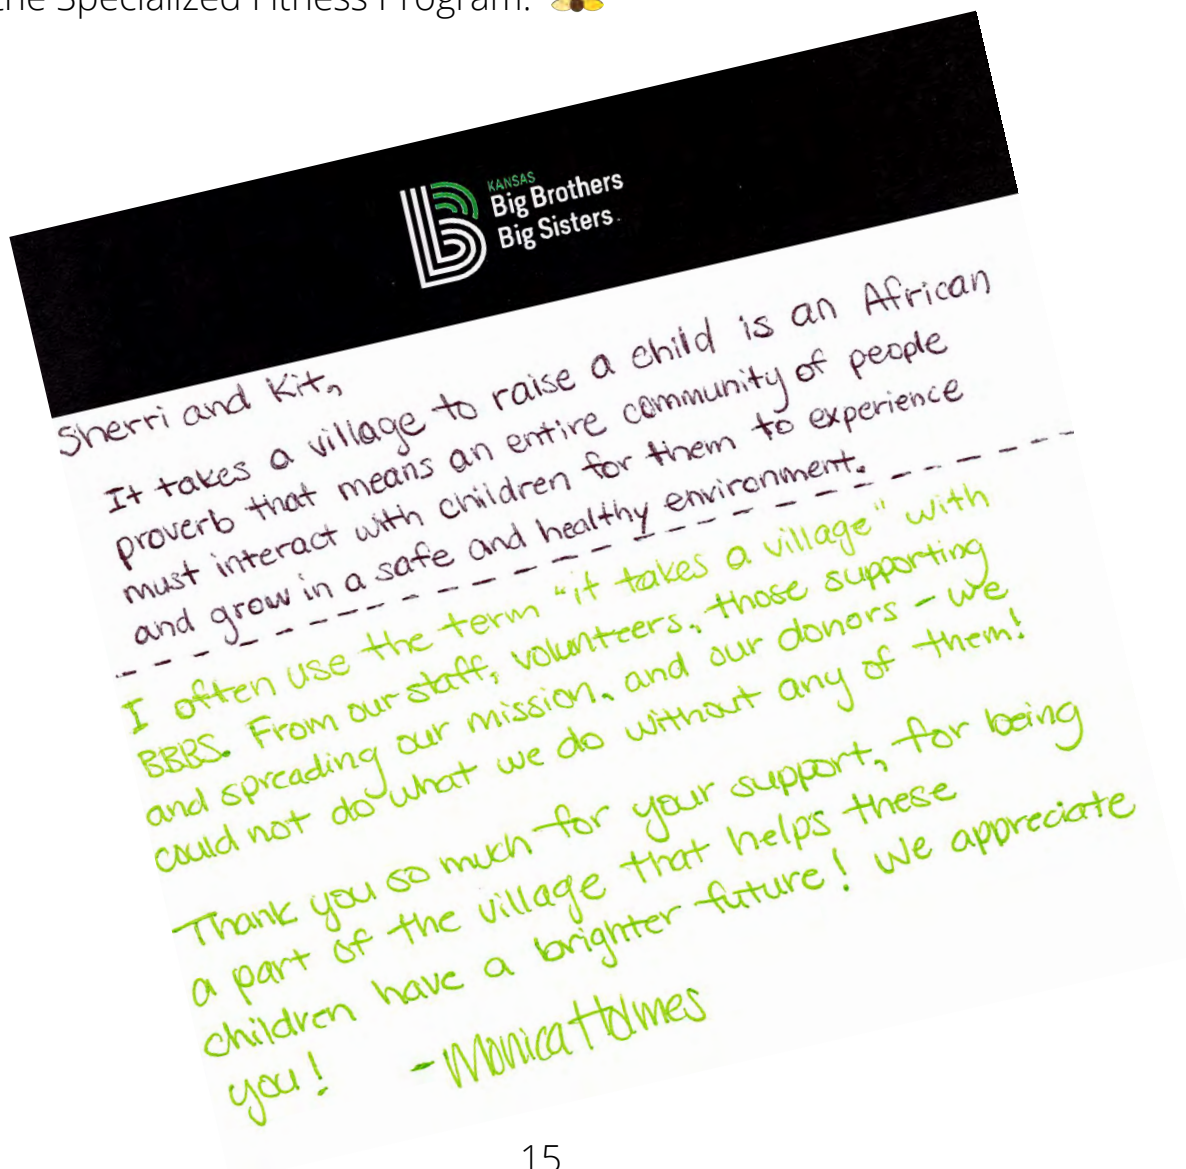 the Specialized Fitness Program.
KANSAS
Big Brothers
Big Sisters.
Sherri and Kit,
It takes a village to raise a child is an African
proverb that means an entire community of people
must interact with children for them to experience
and grow in a safe and healthy environment.
I often use the term "it takes a village" with
BBBS. From our staff, volunteers, those supporting
and spreading our mission, and our donors - we
could not do what we do without any of them!
Thank you so much for your support, for being
a part of the village that helps these
children have a brighter future! We appreciate
you! -Monica Holmes
15